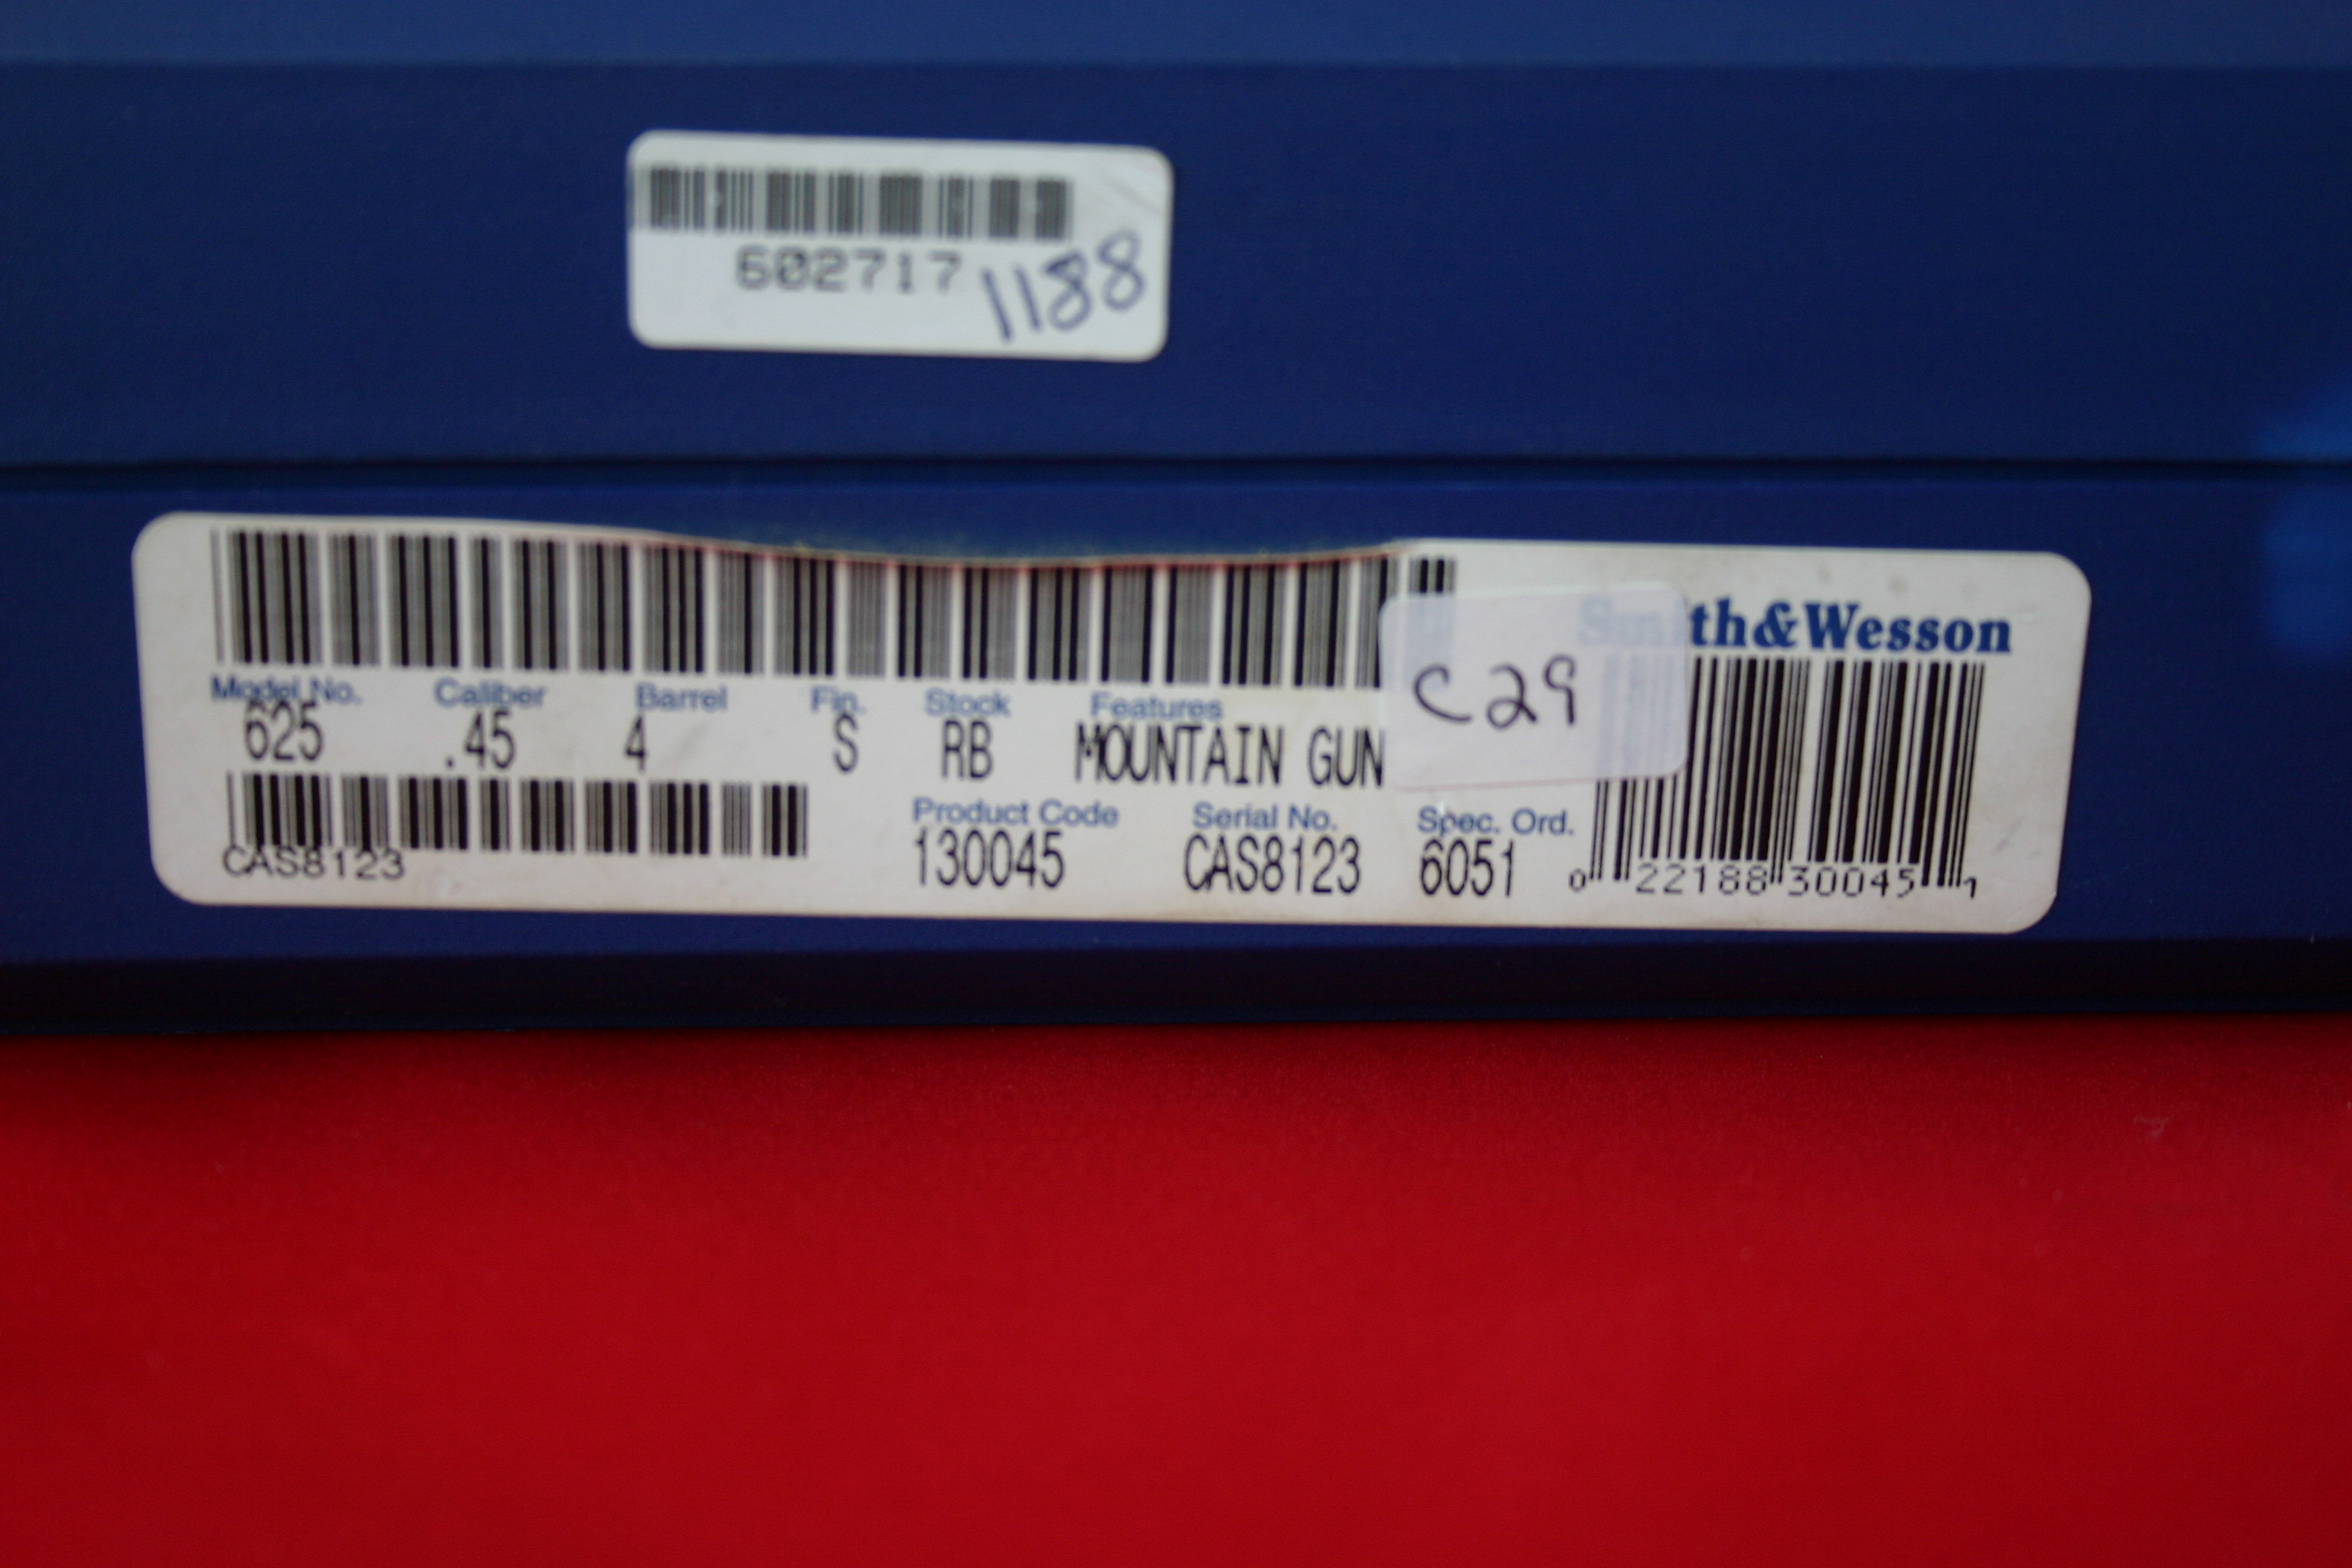 602717 1188
Smith&Wesson
C29
Model No. Caliber Barrel Fin. Stock Features
625 .45 4 S RB MOUNTAIN GUN
Product Code Serial No. Spec. Ord.
CAS8123 130045 CAS8123 6051 0 22188 30045 1